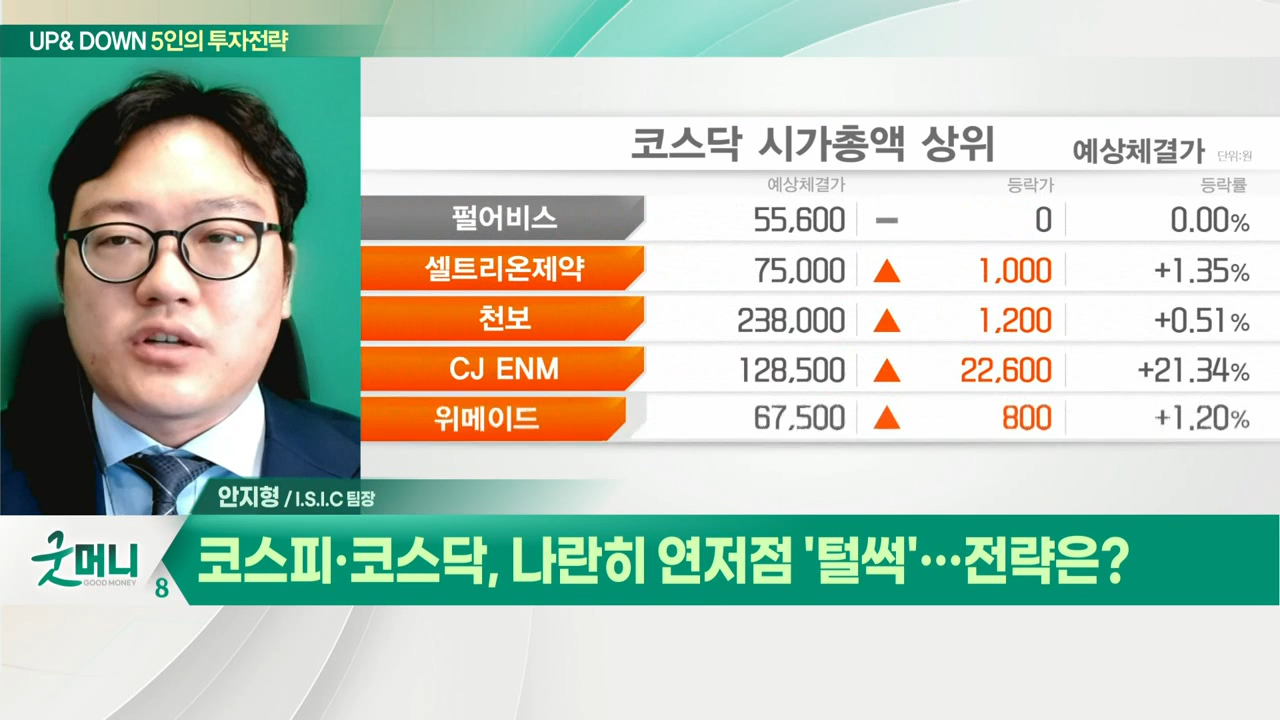 UP& DOWN 5인의 투자전략
코스닥 시가총액 상위 예상체결가 단위:원
예상체결가 등락가 등락률
펄어비스 55,600 0 0.00%
셀트리온제약 75,000 ▲ 1,000 +1.35%
천보 238,000 ▲ 1,200 +0.51%
CJ ENM 128,500 ▲ 22,600 +21.34%
위메이드 67,500 ▲ 800 +1.20%
안지형 / I.S.I.C 팀장
굿머니 GOOD MONEY 8
코스피·코스닥, 나란히 연저점 '털썩'…전략은?